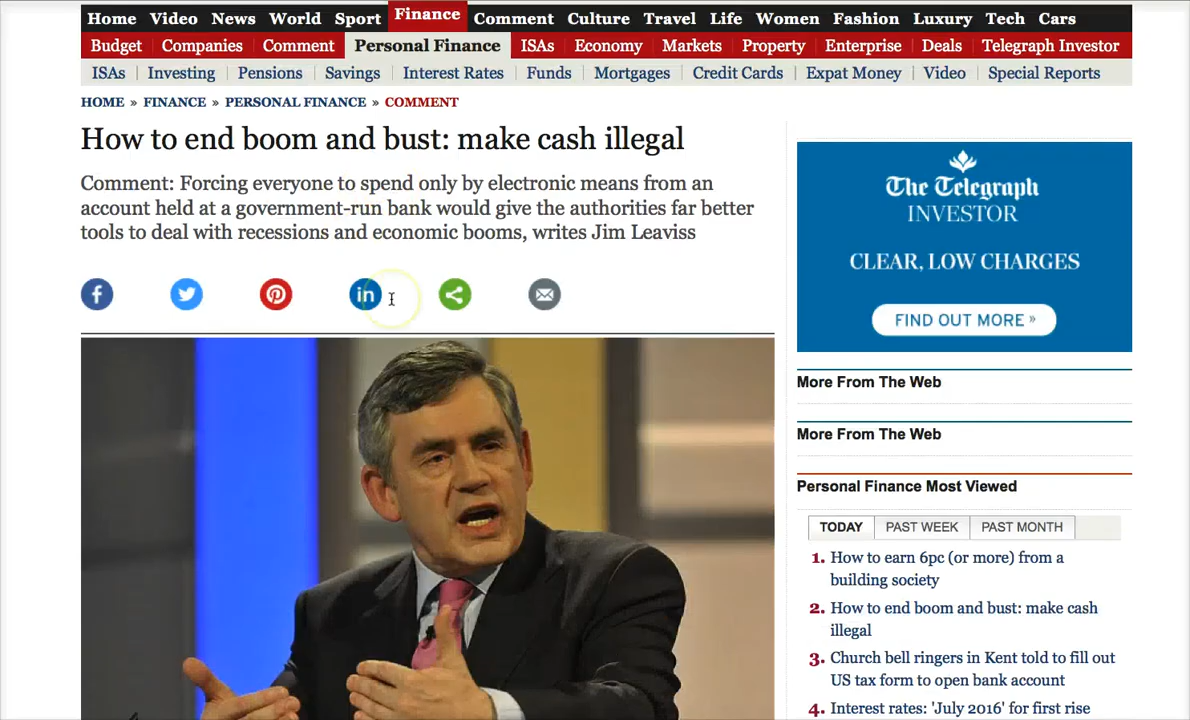 Home Video News World Sport Finance Comment Culture Travel Life Women Fashion Luxury Tech Cars
Budget Companies Comment Personal Finance ISAs Economy Markets Property Enterprise Deals Telegraph Investor
ISAs Investing Pensions Savings Interest Rates Funds Mortgages Credit Cards Expat Money Video Special Reports
HOME » FINANCE » PERSONAL FINANCE » COMMENT
How to end boom and bust: make cash illegal
Comment: Forcing everyone to spend only by electronic means from an
account held at a government-run bank would give the authorities far better
tools to deal with recessions and economic booms, writes Jim Leaviss
f
in
The Telegraph
INVESTOR
CLEAR, LOW CHARGES
FIND OUT MORE »
More From The Web
More From The Web
Personal Finance Most Viewed
TODAY PAST WEEK PAST MONTH
1. How to earn 6pc (or more) from a
building society
2. How to end boom and bust: make cash
illegal
3. Church bell ringers in Kent told to fill out
US tax form to open bank account
4. Interest rates: 'July 2016' for first rise